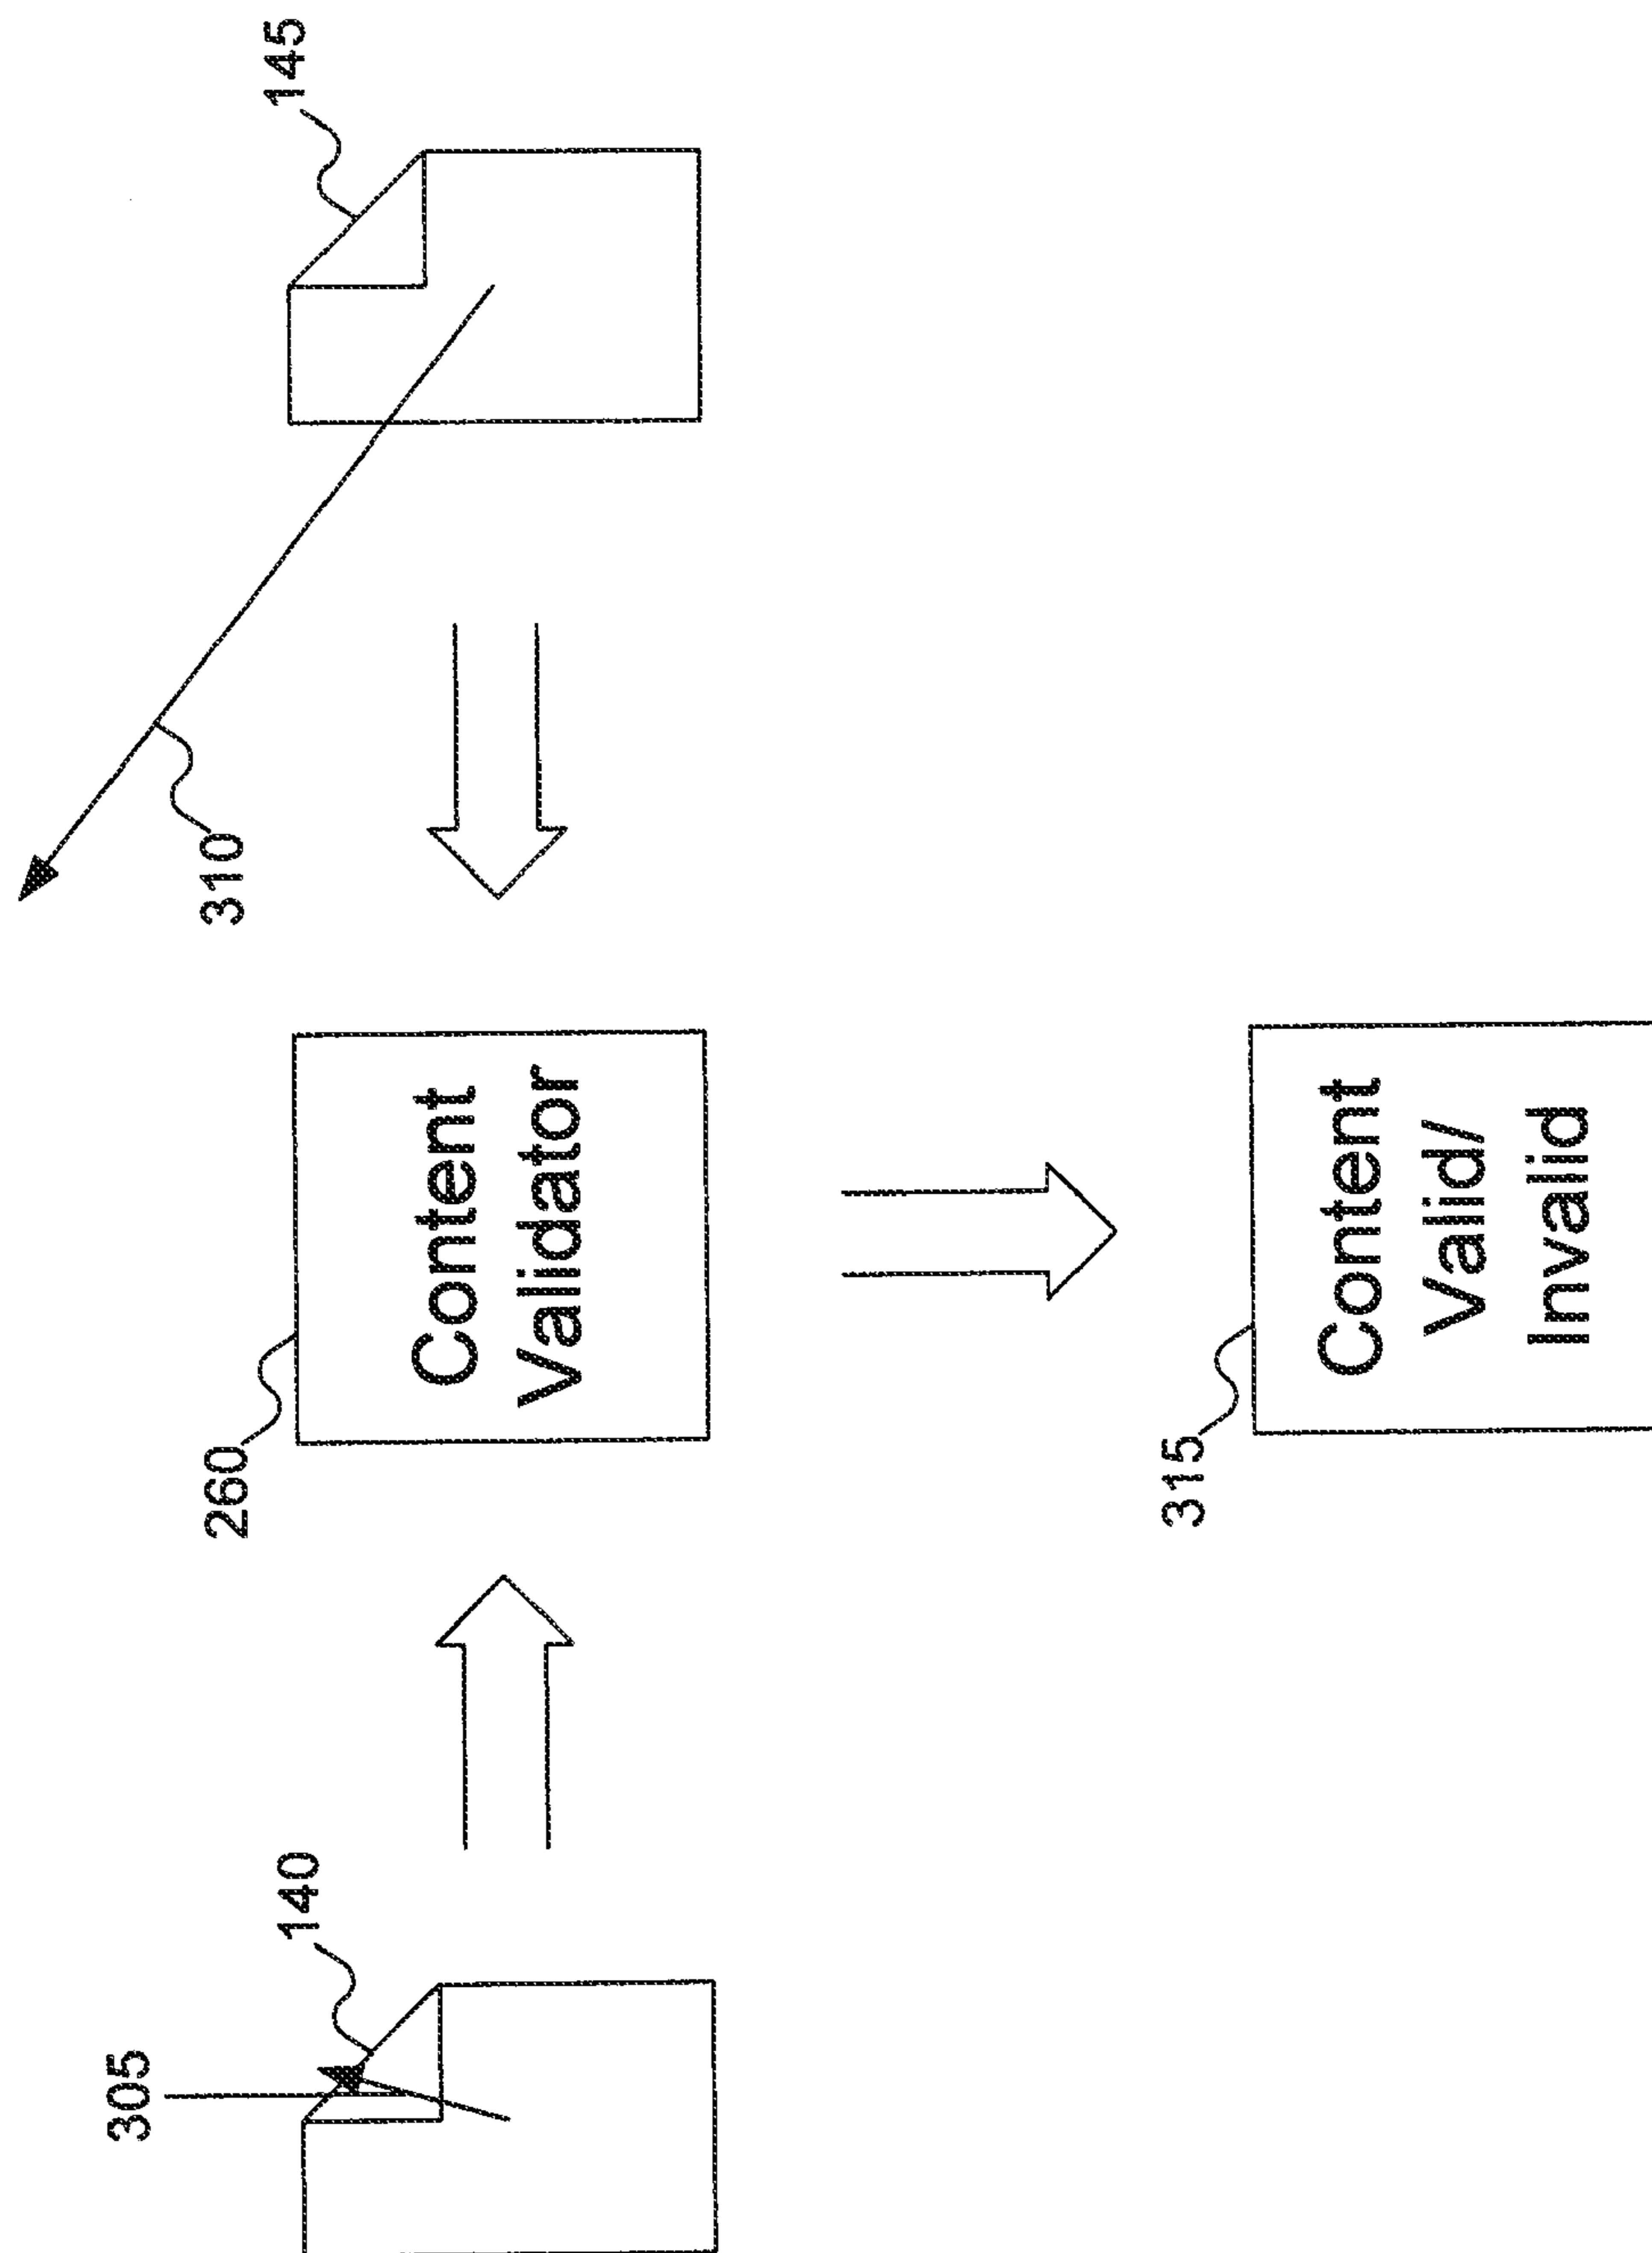 305
260
310
140
145
Content
Validator
315
Content
Valid/
Invalid